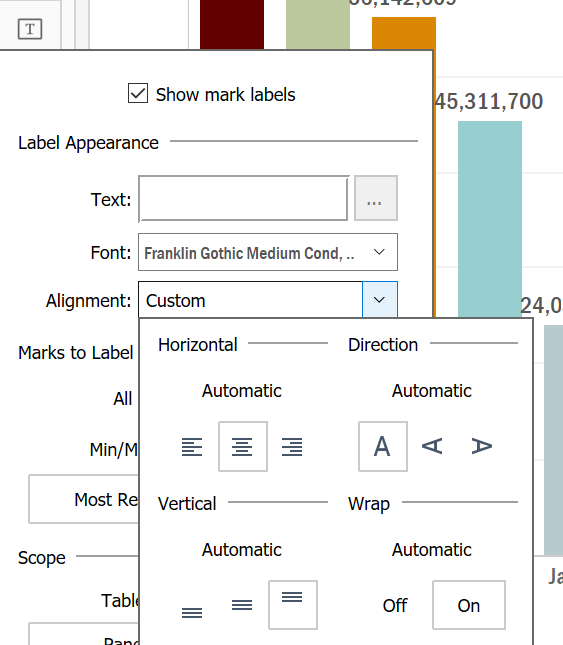 T
45,311,700
Show mark labels
Label Appearance
Text:
...
Font: Franklin Gothic Medium Cond, ..
Alignment: Custom
Marks to Label
All
Min/M
Most Re
Scope
Table
Pane
Horizontal
Automatic
Direction
Automatic
A A A
Vertical
Automatic
Wrap
Automatic
Off On
24,0
Ja